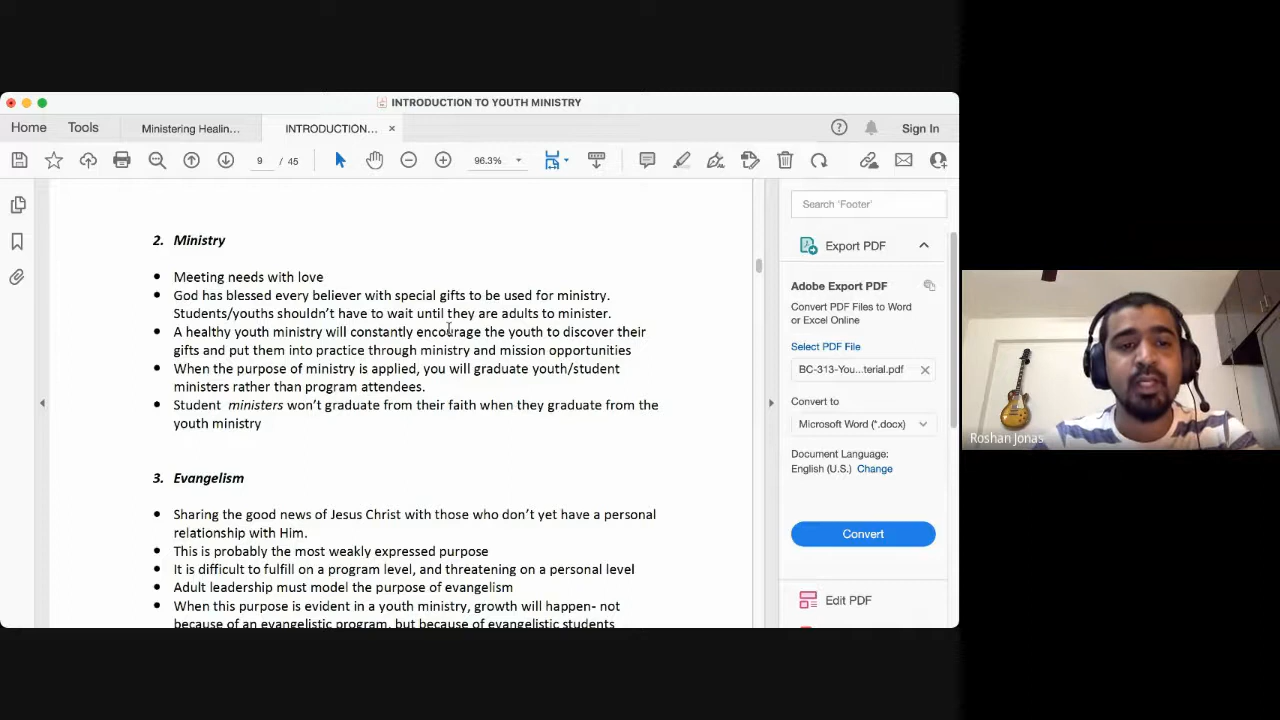 INTRODUCTION TO YOUTH MINISTRY
Home
Tools
Ministering Healin...
INTRODUCTION...
Sign In
9 / 45
96.3%
2. Ministry
Meeting needs with love
God has blessed every believer with special gifts to be used for ministry.
Students/youths shouldn't have to wait until they are adults to minister.
A healthy youth ministry will constantly encourage the youth to discover their
gifts and put them into practice through ministry and mission opportunities
When the purpose of ministry is applied, you will graduate youth/student
ministers rather than program attendees.
Student ministers won't graduate from their faith when they graduate from the
youth ministry
3. Evangelism
Sharing the good news of Jesus Christ with those who don't yet have a personal
relationship with Him.
This is probably the most weakly expressed purpose
It is difficult to fulfill on a program level, and threatening on a personal level
Adult leadership must model the purpose of evangelism
When this purpose is evident in a youth ministry, growth will happen- not
because of an evangelistic program, but because of evangelistic students
Search 'Footer'
Export PDF
Adobe Export PDF
Convert PDF Files to Word
or Excel Online
Select PDF File
BC-313-You...terial.pdf
Convert to
Microsoft Word (*.docx)
Document Language:
English (U.S.) Change
Convert
Edit PDF
Roshan Jonas